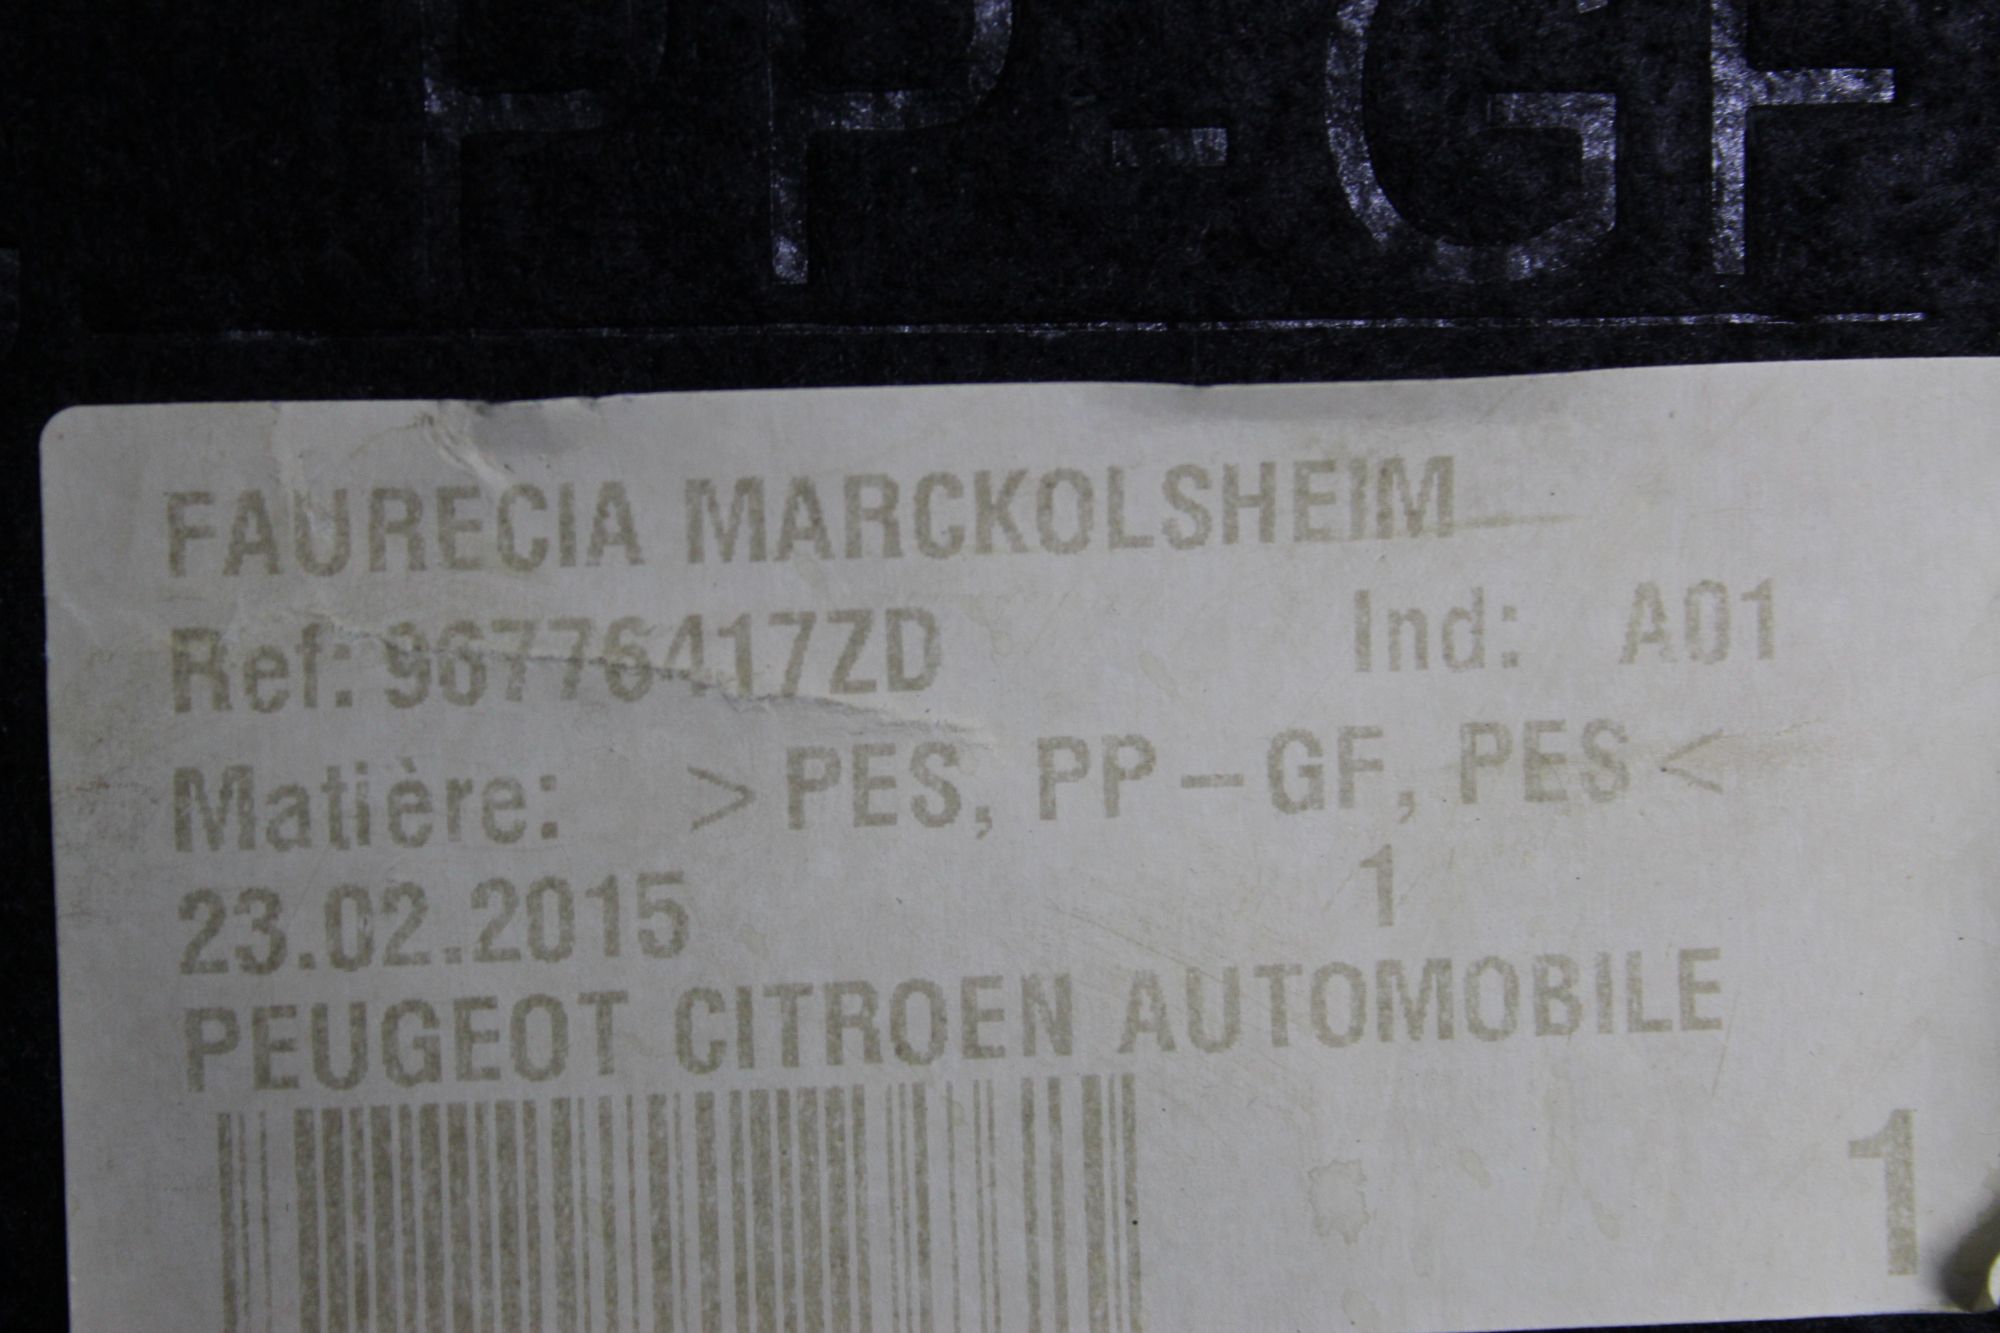 PP-GF
FAURECIA MARCKOLSHEIM
Ref: 96776417ZD Ind: A01
Matière: >PES, PP-GF, PES<
23.02.2015 1
PEUGEOT CITROEN AUTOMOBILE
1